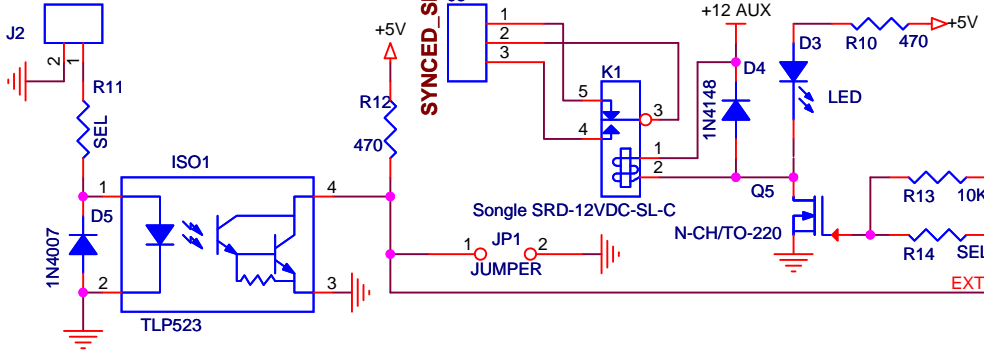 J2
2
1
R11
SEL
ISO1
1
D5
1N4007
2
4
3
TLP523
+5V
R12
470
1
2
3
K1
5
4
3
1
2
Songle SRD-12VDC-SL-C
JP1
1
2
JUMPER
+12 AUX
D4
1N4148
D3
LED
R10
470
+5V
Q5
N-CH/TO-220
R13
10K
R14
SEL
EXT